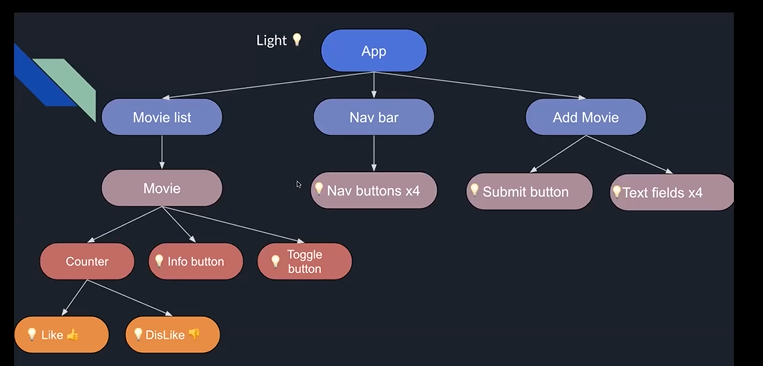 Light 💡
App
Movie list
Nav bar
Add Movie
Movie
💡 Nav buttons x4
💡 Submit button
💡 Text fields x4
Counter
💡 Info button
💡 Toggle
button
💡 Like 👍
💡 DisLike 👎